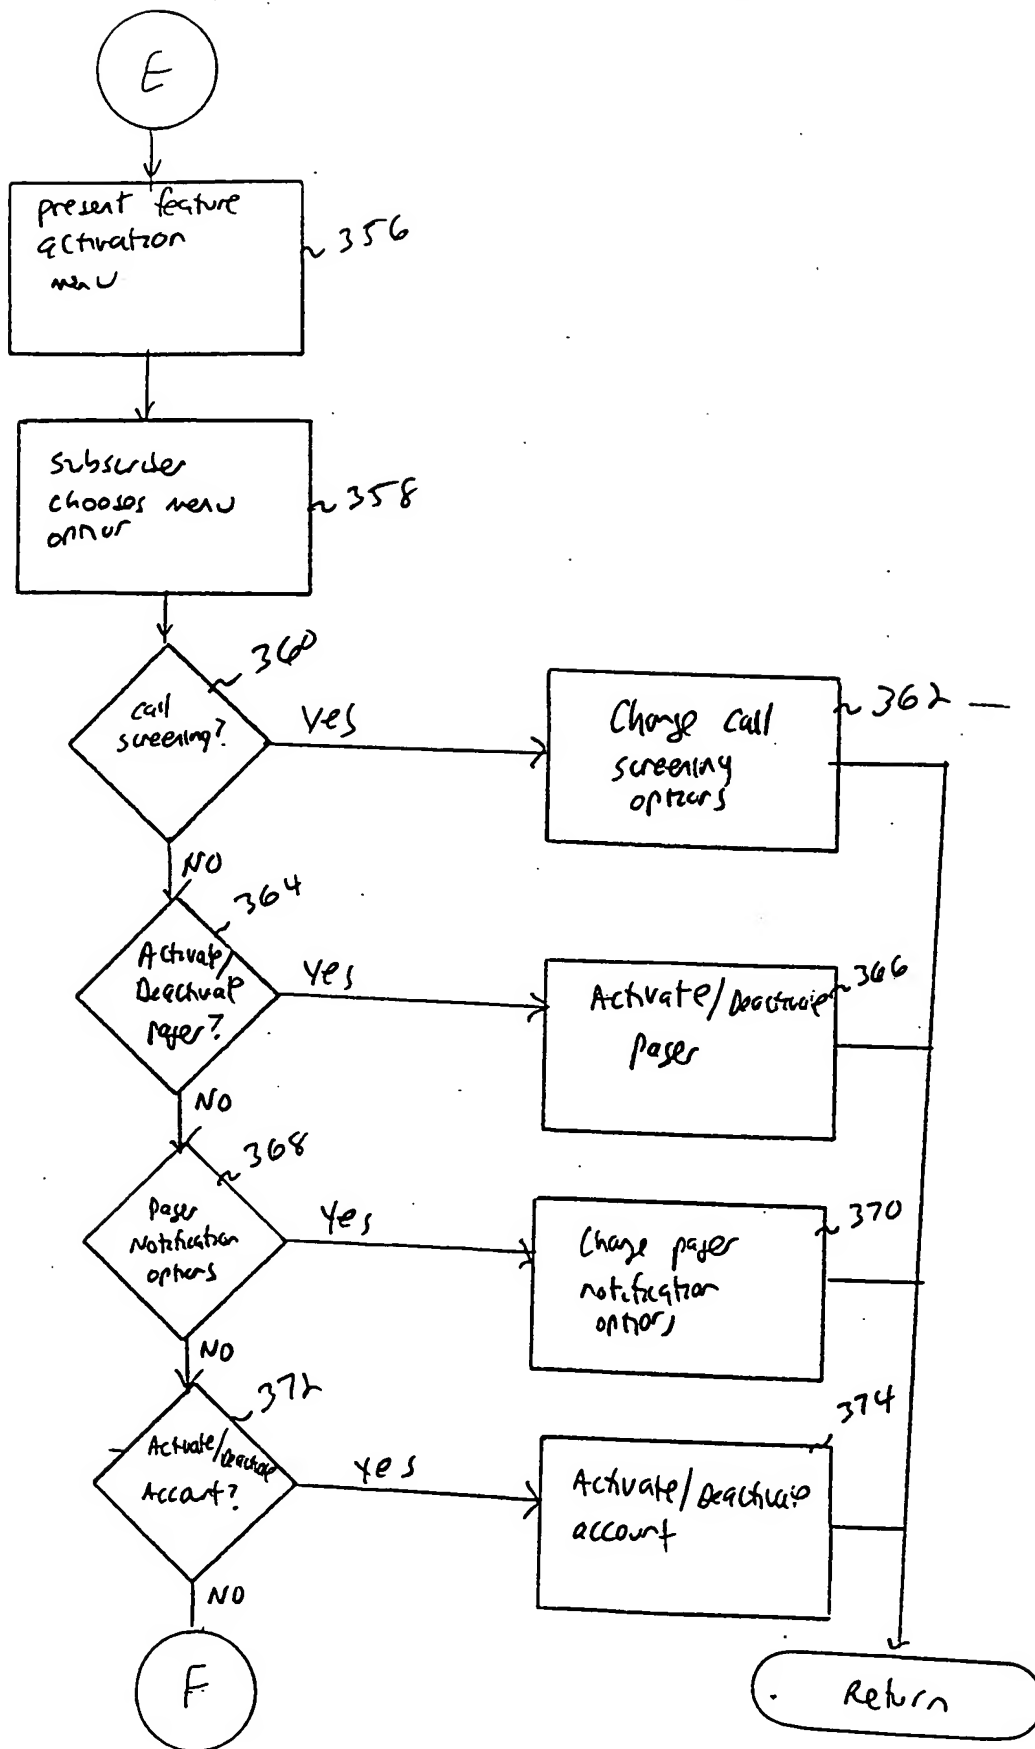 E
present feature
activation
menu
356
subscriber
chooses menu
option
358
360
call
screening?
Yes
Change call
screening
options
362 —
NO
364
Activate/
Deactivate
pager?
Yes
Activate/Deactivate
pager
366
NO
368
Pager
Notification
options
Yes
Change pager
notification
options
370
NO
372
Activate/Deactivate
Account?
Yes
Activate/Deactivate
account
374
NO
F
Return